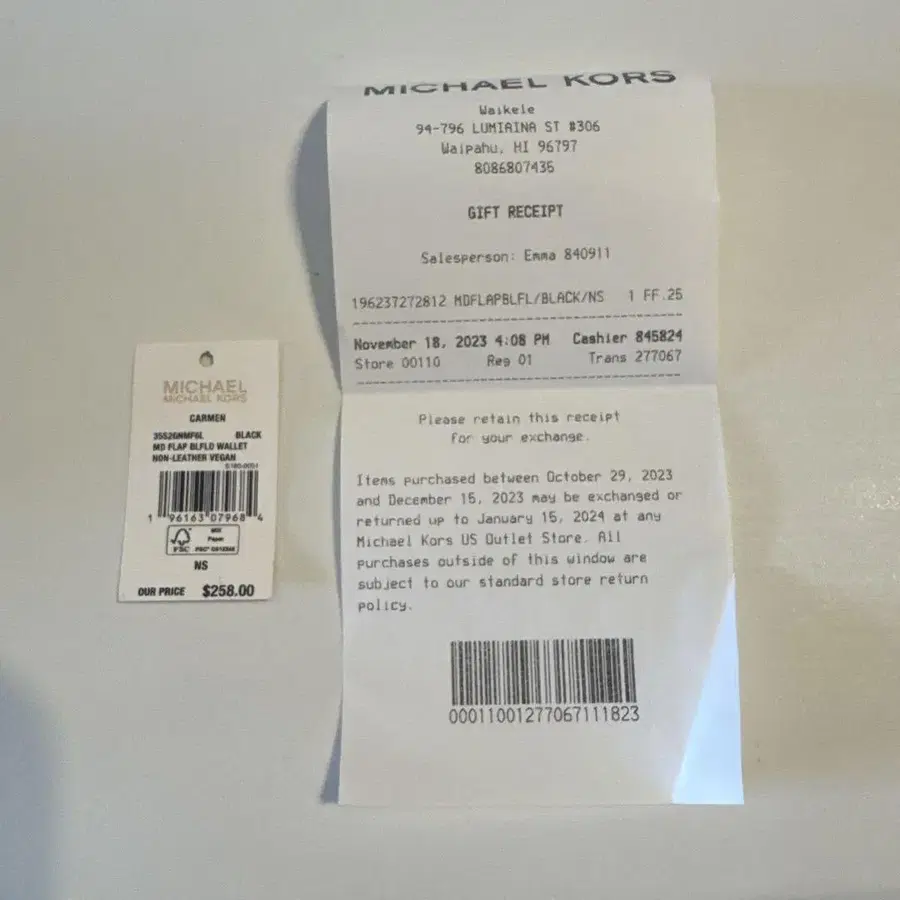 MICHAEL KORS
Waikele
94-796 LUMIAINA ST #306
Waipahu, HI 96797
8086807435
GIFT RECEIPT
Salesperson: Emma 840911
196237272812 MDFLAPBLFL/BLACK/NS 1 FF.25
November 18, 2023 4:08 PM Cashier 845824
Store 00110 Reg 01 Trans 277067
Please retain this receipt
for your exchange.
Items purchased between October 29, 2023
and December 15, 2023 may be exchanged or
returned up to January 15, 2024 at any
Michael Kors US Outlet Store. All
purchases outside of this window are
subject to our standard store return
policy.
00011001277067111823
MICHAEL
MICHAEL KORS
CARMEN
35S2GNMF6L BLACK
MD FLAP BLFLD WALLET
NON-LEATHER VEGAN
1 96163 07968 4
MIX
Paper
FSC
NS
OUR PRICE $258.00